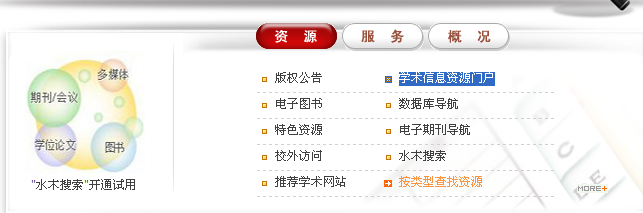 资 源 服 务 概 况
多媒体
期刊/会议
学位论文
图书
"水木搜索"开通试用
版权公告 学术信息资源门户
电子图书 数据库导航
特色资源 电子期刊导航
校外访问 水木搜索
推荐学术网站 按类型查找资源
MORE+
C
E